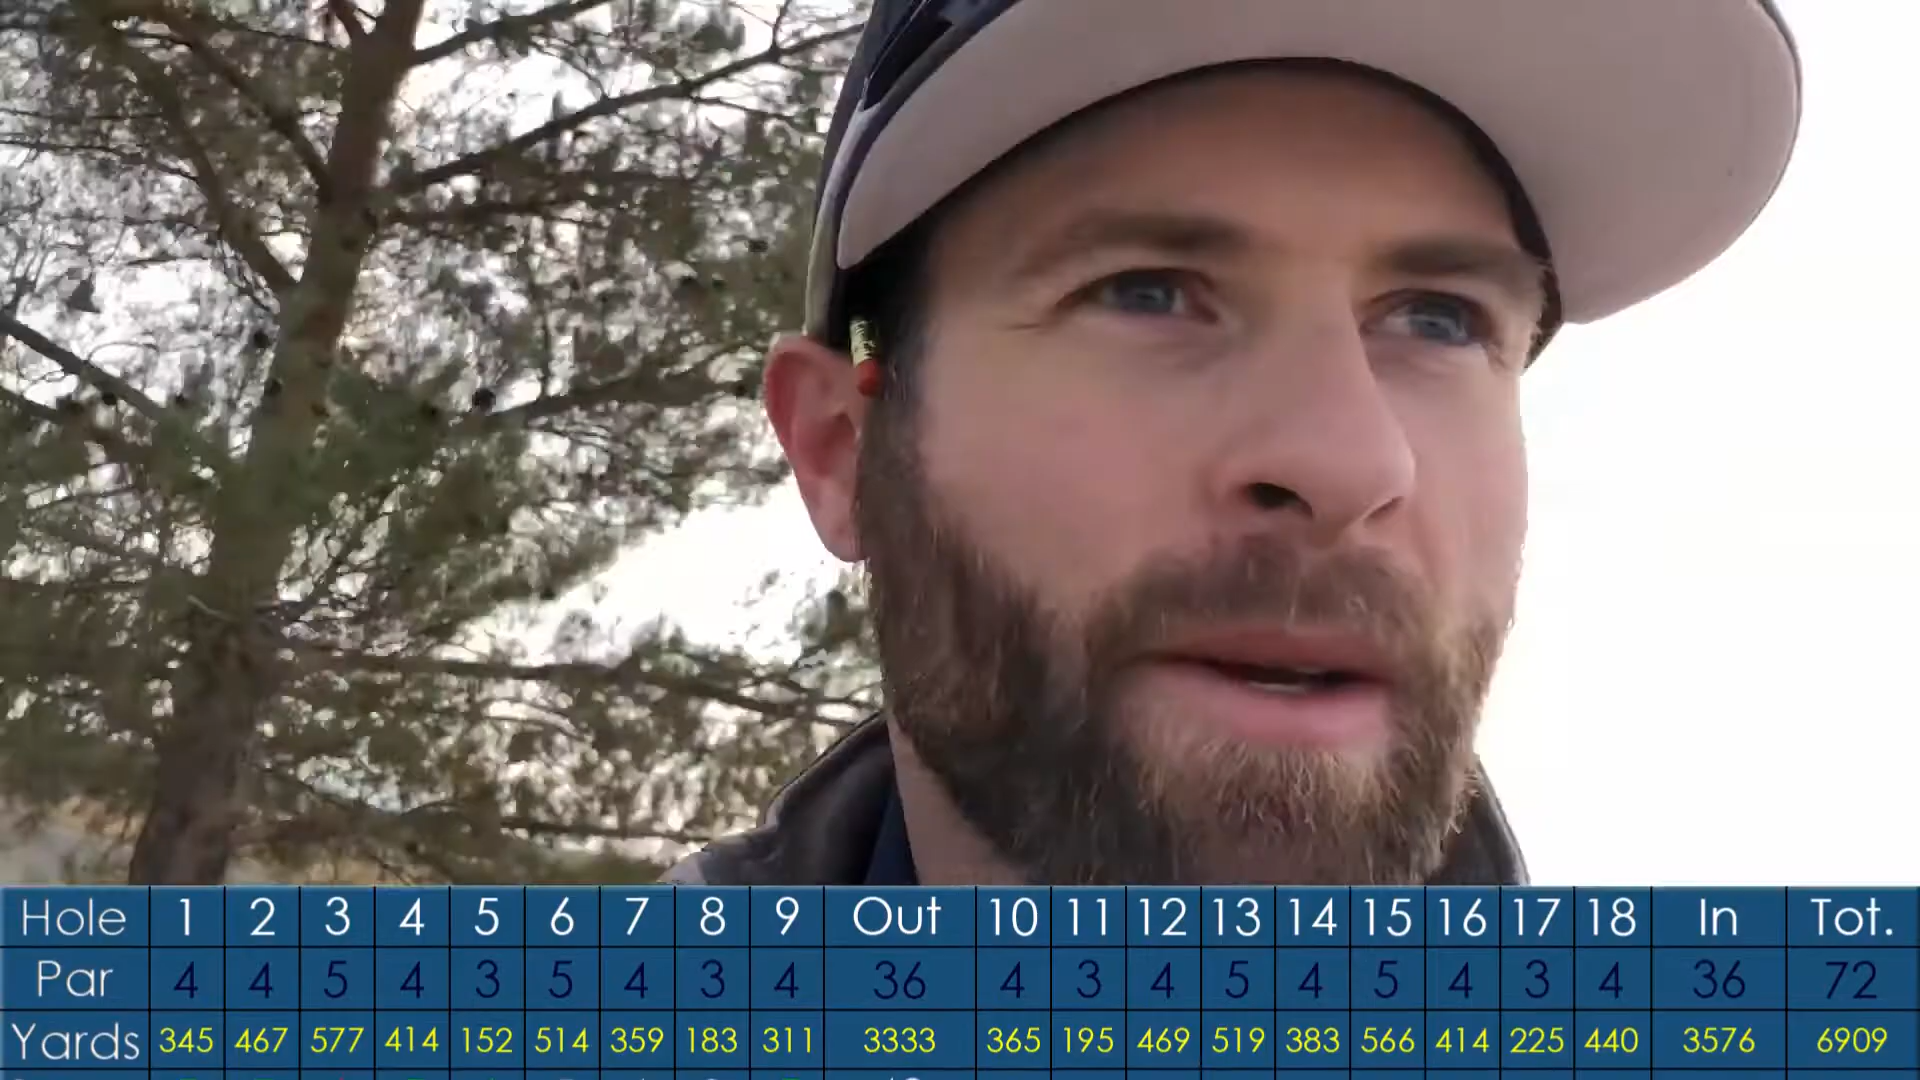 Hole 1 2 3 4 5 6 7 8 9 Out 10 11 12 13 14 15 16 17 18 In Tot.
Par 4 4 5 4 3 5 4 3 4 36 4 3 4 5 4 5 4 3 4 36 72
Yards 345 467 577 414 152 514 359 183 311 3333 365 195 469 519 383 566 414 225 440 3576 6909